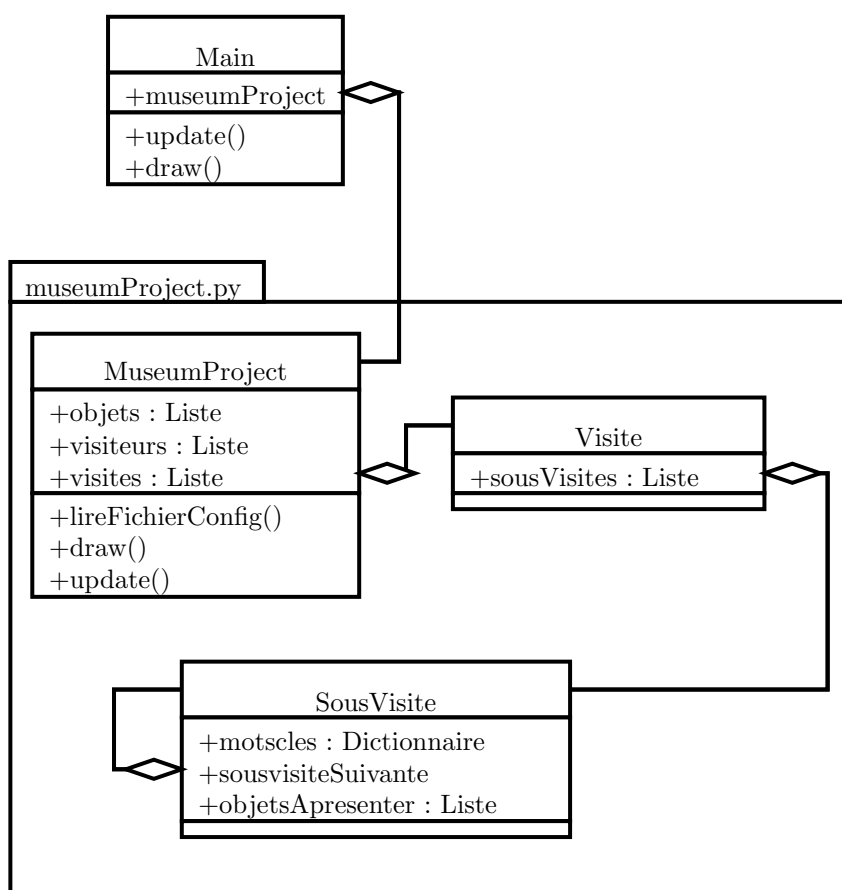 Main
+museumProject
+update()
+draw()
museumProject.py
MuseumProject
+objets : Liste
+visiteurs : Liste
+visites : Liste
+lireFichierConfig()
+draw()
+update()
Visite
+sousVisites : Liste
SousVisite
+motscles : Dictionnaire
+sousvisiteSuivante
+objetsApresenter : Liste